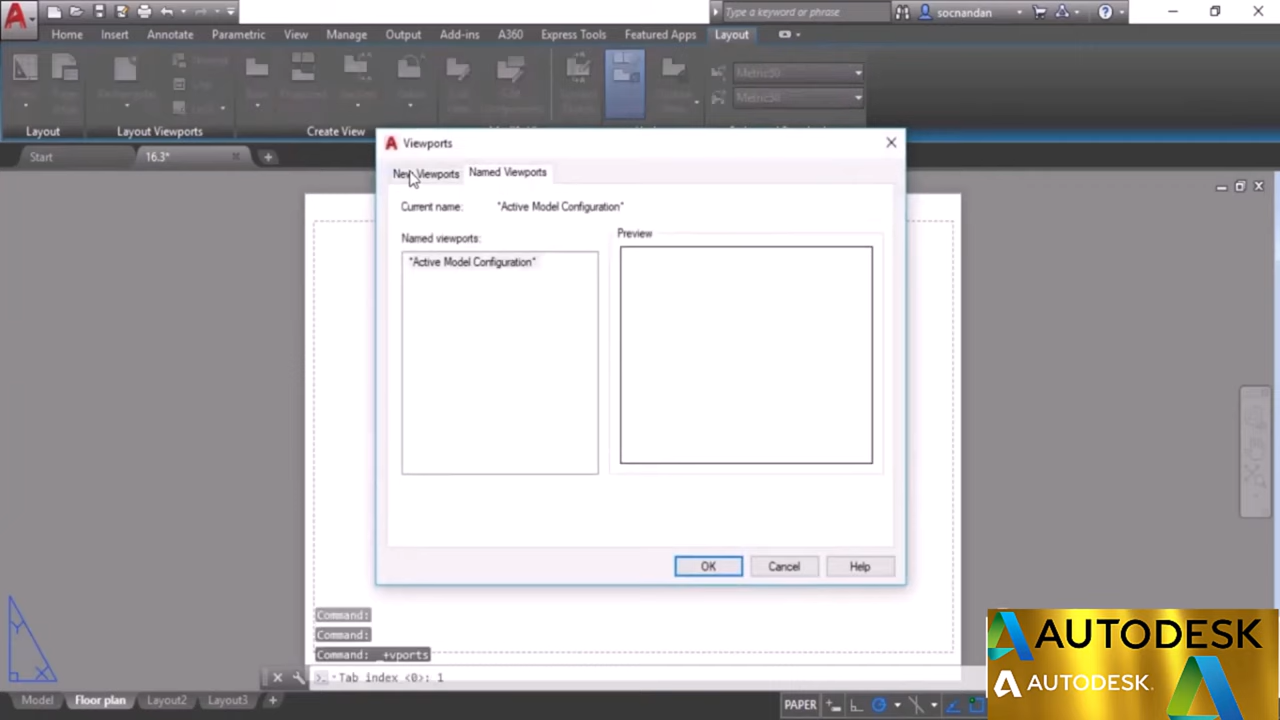 Type a keyword or phrase
socnandan
Home Insert Annotate Parametric View Manage Output Add-ins A360 Express Tools Featured Apps Layout
Metric50
Metric50
Layout Layout Viewports Create View
Start 16.3*
Viewports
New Viewports Named Viewports
Current name: "Active Model Configuration"
Named viewports: Preview
"Active Model Configuration"
OK Cancel Help
Command:
Command:
Command: _+vports
Tab index <0>: 1
Model Floor plan Layout2 Layout3
PAPER
AUTODESK
AUTODESK.
Y
X